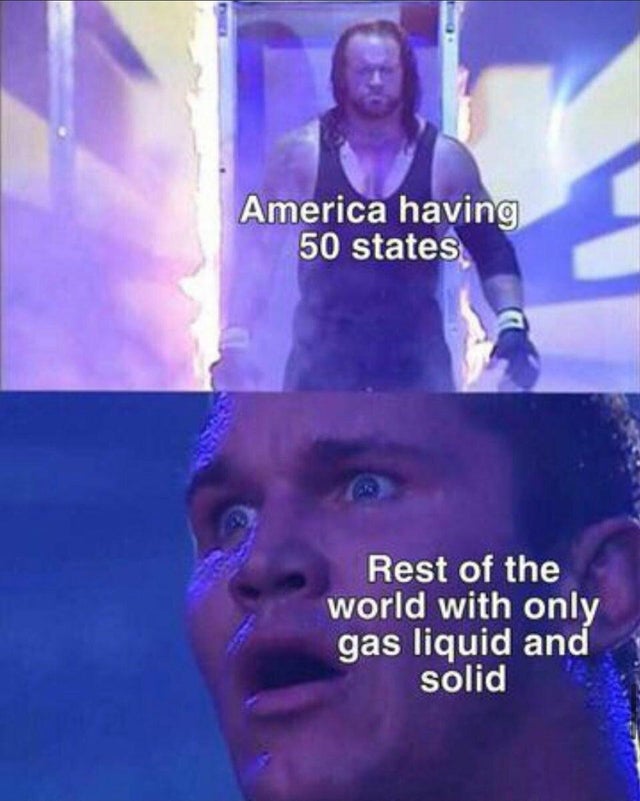 America having
50 states
Rest of the
world with only
gas liquid and
solid